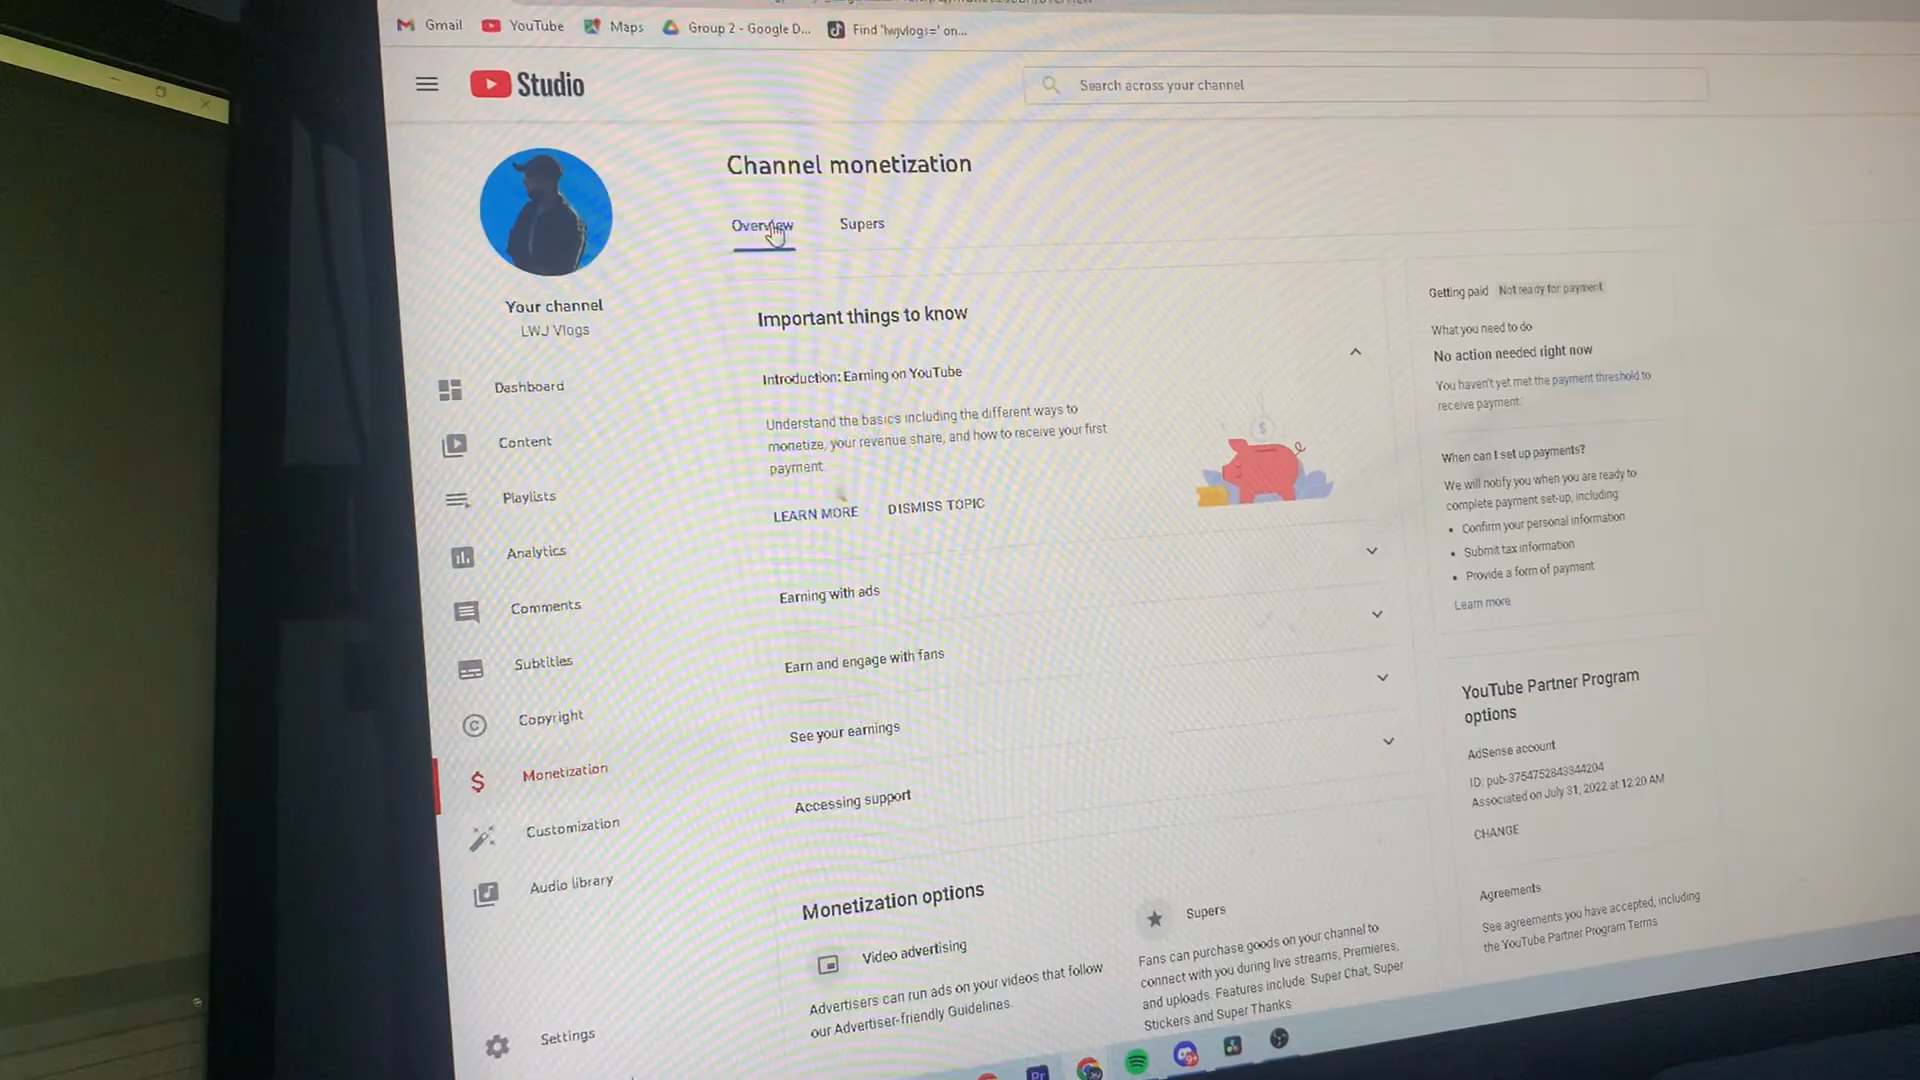 Gmail
YouTube
Maps
Group 2 - Google D...
Find 'lwjvlogs=' on...
Studio
Search across your channel
Your channel
LWJ Vlogs
Dashboard
Content
Playlists
Analytics
Comments
Subtitles
Copyright
Monetization
Customization
Audio library
Settings
Channel monetization
Overview
Supers
Important things to know
Introduction: Earning on YouTube
Understand the basics including the different ways to
monetize, your revenue share, and how to receive your first
payment
LEARN MORE
DISMISS TOPIC
Earning with ads
Earn and engage with fans
See your earnings
Accessing support
Monetization options
Video advertising
Advertisers can run ads on your videos that follow
our Advertiser-friendly Guidelines.
Supers
Fans can purchase goods on your channel to
connect with you during live streams, Premieres,
and uploads. Features include: Super Chat, Super
Stickers and Super Thanks
Getting paid
Not ready for payment
What you need to do
No action needed right now
You haven't yet met the payment threshold to
receive payment.
When can I set up payments?
We will notify you when you are ready to
complete payment set-up, including
• Confirm your personal information
• Submit tax information
• Provide a form of payment
Learn more
YouTube Partner Program
options
AdSense account
ID: pub-3754752843344204
Associated on July 31, 2022 at 12:20 AM
CHANGE
Agreements
See agreements you have accepted, including
the YouTube Partner Program Terms
Pr
9+